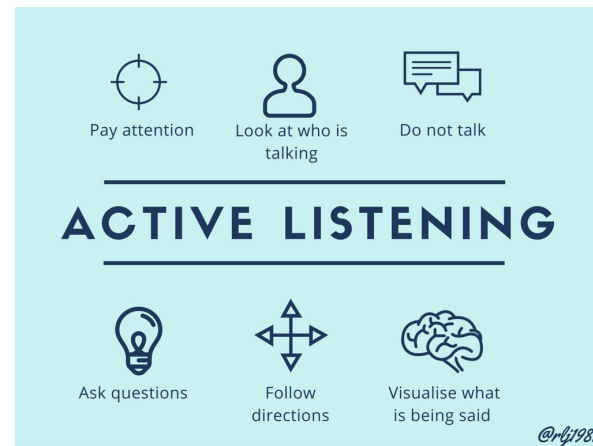 Pay attention
Look at who is
talking
Do not talk
ACTIVE LISTENING
Ask questions
Follow
directions
Visualise what
is being said